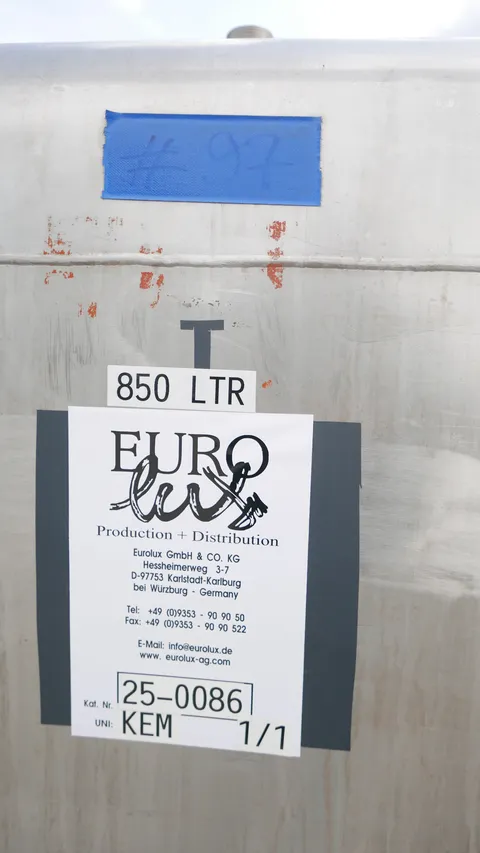 # 97
850 LTR
EURO
lux
Production + Distribution
Eurolux GmbH & CO. KG
Hessheimerweg 3-7
D-97753 Karlstadt-Karlburg
bei Würzburg - Germany
Tel: +49 (0)9353 - 90 90 50
Fax: +49 (0)9353 - 90 90 522
E-Mail: info@eurolux.de
www. eurolux-ag.com
Kat. Nr. 25-0086
UNI: KEM 1/1